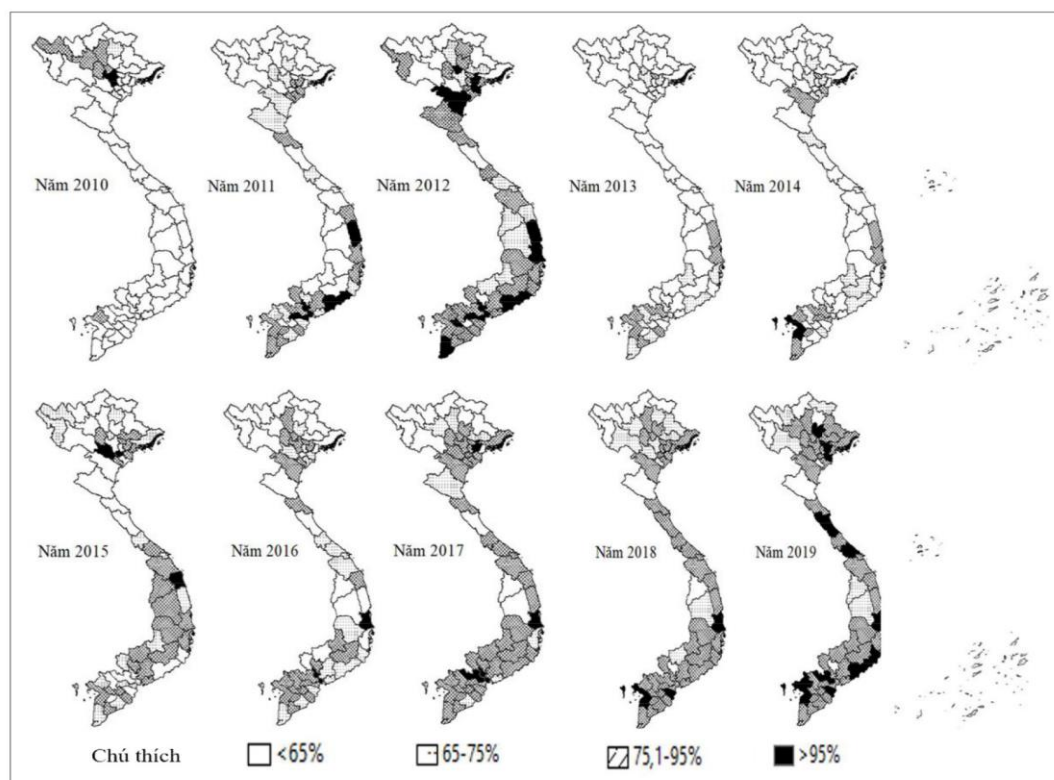 Năm 2010
Năm 2011
Năm 2012
Năm 2013
Năm 2014
Năm 2015
Năm 2016
Năm 2017
Năm 2018
Năm 2019
Chú thích
<65%
65-75%
75,1-95%
>95%